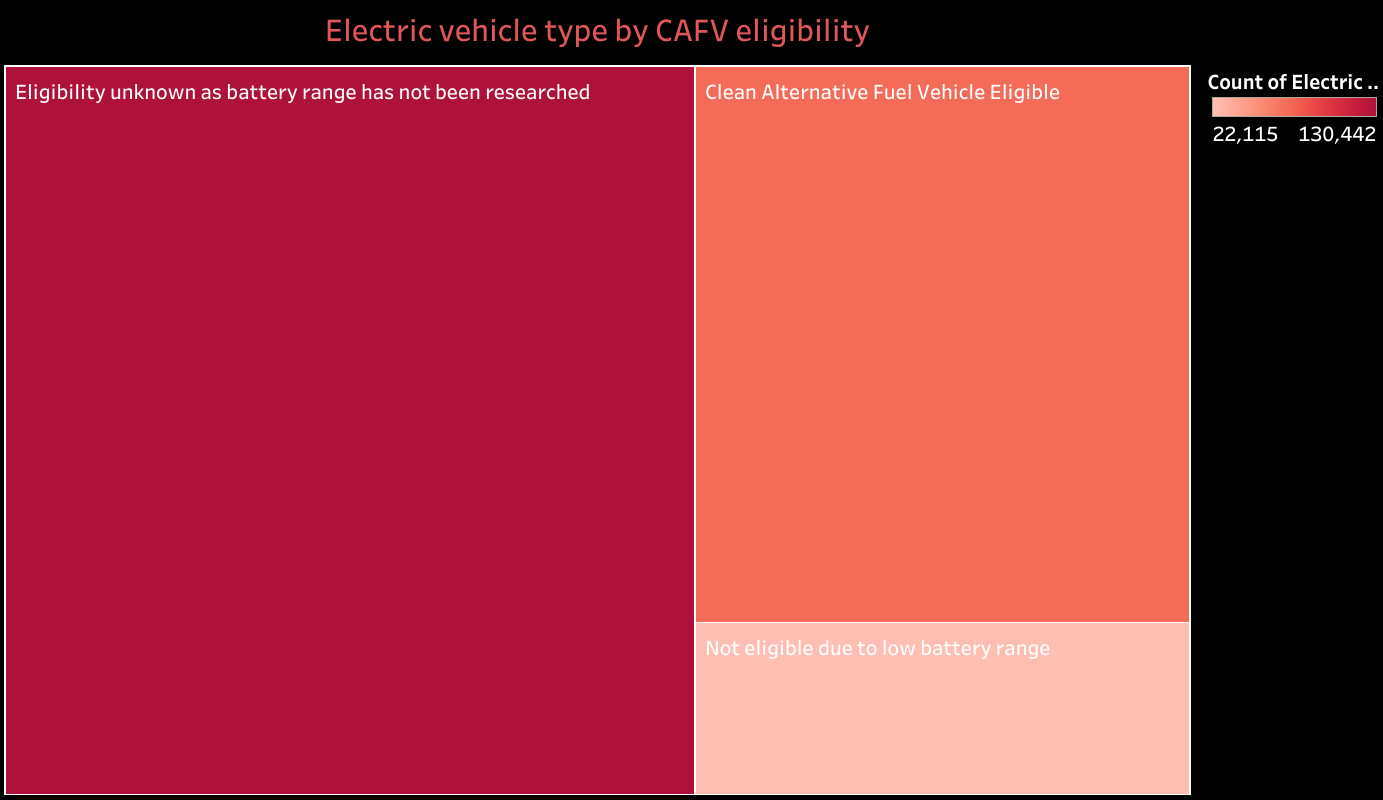 Electric vehicle type by CAFV eligibility
Eligibility unknown as battery range has not been researched
Clean Alternative Fuel Vehicle Eligible
Not eligible due to low battery range
Count of Electric ..
22,115 130,442